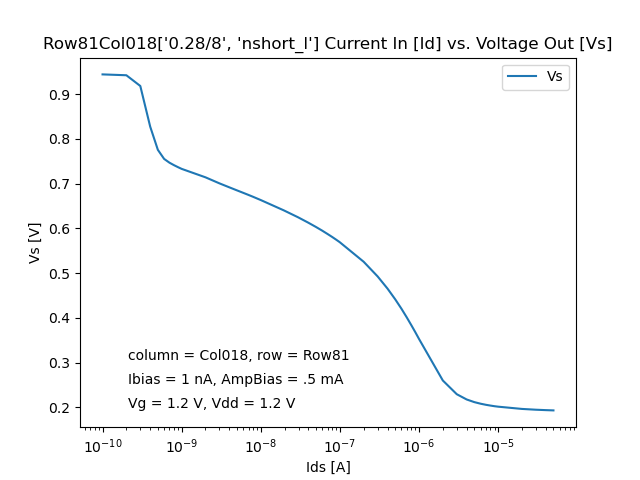 Row81Col018['0.28/8', 'nshort_l'] Current In [Id] vs. Voltage Out [Vs]
Vs
0.9
0.8
0.7
0.6
0.5
0.4
0.3
0.2
Vs [V]
column = Col018, row = Row81
Ibias = 1 nA, AmpBias = .5 mA
Vg = 1.2 V, Vdd = 1.2 V
10⁻¹⁰ 10⁻⁹ 10⁻⁸ 10⁻⁷ 10⁻⁶ 10⁻⁵
Ids [A]